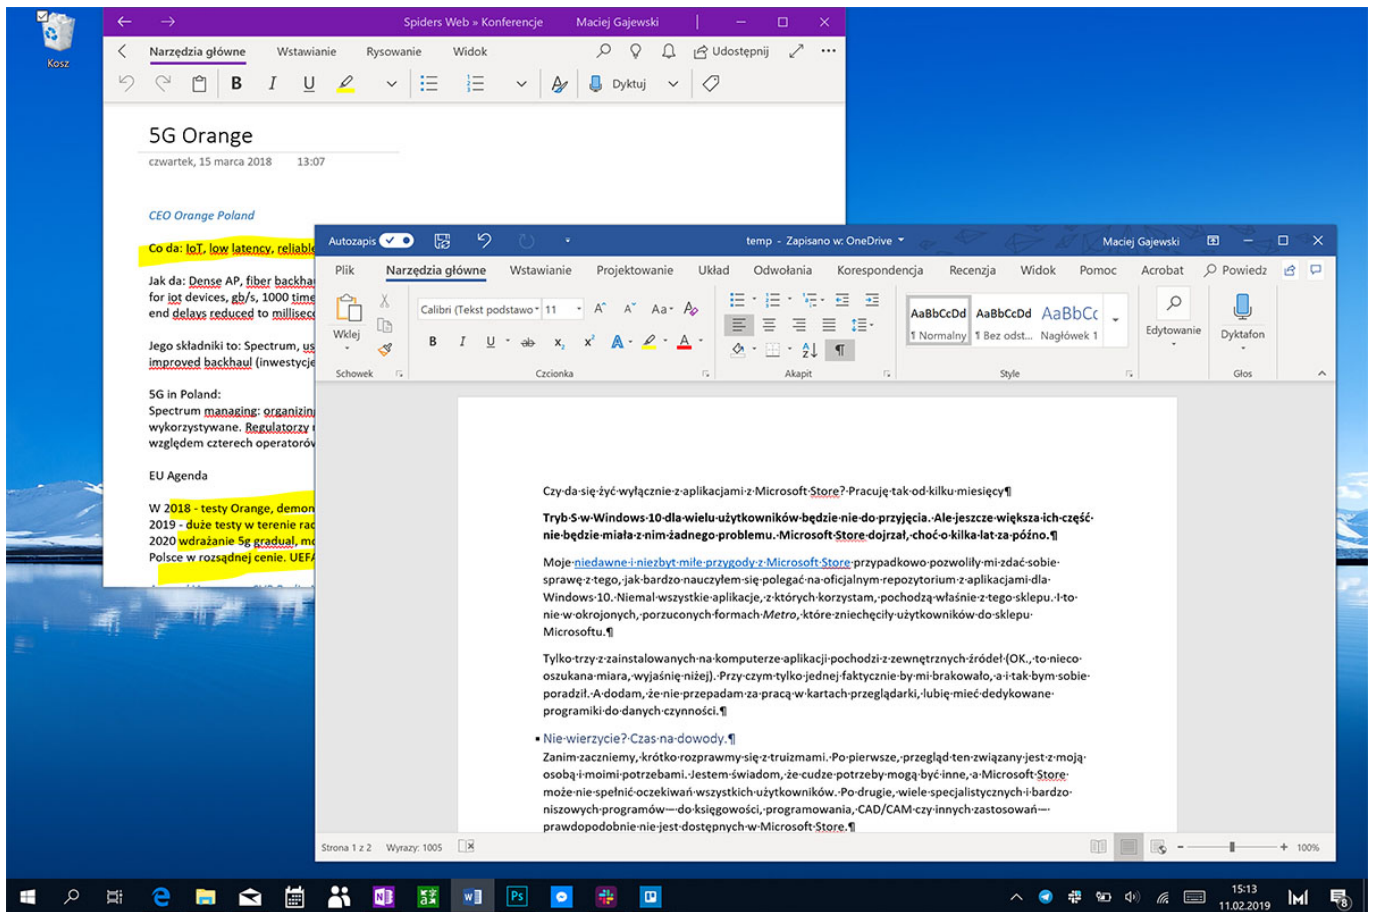 Kosz
Spiders Web » Konferencje
Maciej Gajewski
Narzędzia główne Wstawianie Rysowanie Widok
Udostępnij
B I U
Dyktuj
5G Orange
czwartek, 15 marca 2018 13:07
CEO Orange Poland
Co da: IoT, low latency, reliable
Jak da: Dense AP, fiber backha
for iot devices, gb/s, 1000 time
end delays reduced to millisec
Jego składniki to: Spectrum, us
improved backhaul (inwestycje
5G in Poland:
Spectrum managing: organizin
wykorzystywane. Regulatorzy
względem czterech operatorów
EU Agenda
W 2018 - testy Orange, demon
2019 - duże testy w terenie rac
2020 wdrażanie 5g gradual, mo
Polsce w rozsądnej cenie. UEFA
Autozapis
temp - Zapisano w: OneDrive
Maciej Gajewski
Plik Narzędzia główne Wstawianie Projektowanie Układ Odwołania Korespondencja Recenzja Widok Pomoc Acrobat Powiedz
Wklej
Calibri (Tekst podstawo 11
B I U ab x₂ x² A A
AaBbCcDd AaBbCcDd AaBbCc
¶ Normalny ¶ Bez odst... Nagłówek 1
Edytowanie
Dyktafon
Schowek Czcionka Akapit Style Głos
Czy da się żyć wyłącznie z aplikacjami z Microsoft Store? Pracuję tak od kilku miesięcy¶
Tryb S w Windows 10 dla wielu użytkowników będzie nie do przyjęcia. Ale jeszcze większa ich część
nie będzie miała z nim żadnego problemu. Microsoft Store dojrzał, choć o kilka lat za późno.¶
Moje niedawne i niezbyt miłe przygody z Microsoft Store przypadkowo pozwoliły mi zdać sobie
sprawę z tego, jak bardzo nauczyłem się polegać na oficjalnym repozytorium z aplikacjami dla
Windows 10. Niemal wszystkie aplikacje, z których korzystam, pochodzą właśnie z tego sklepu. I to
nie w okrojonych, porzuconych formach Metro, które zniechęciły użytkowników do sklepu
Microsoftu.¶
Tylko trzy z zainstalowanych na komputerze aplikacji pochodzi z zewnętrznych źródeł (OK., to nieco
oszukana miara, wyjaśnię niżej). Przy czym tylko jednej faktycznie by mi brakowało, a i tak bym sobie
poradził. A dodam, że nie przepadam za pracą w kartach przeglądarki, lubię mieć dedykowane
programiki do danych czynności.¶
Nie wierzycie? Czas na dowody.¶
Zanim zaczniemy, krótko rozprawmy się z truizmami. Po pierwsze, przegląd ten związany jest z moją
osobą i moimi potrzebami. Jestem świadom, że cudze potrzeby mogą być inne, a Microsoft Store
może nie spełnić oczekiwań wszystkich użytkowników. Po drugie, wiele specjalistycznych i bardzo
niszowych programów – do księgowości, programowania, CAD/CAM czy innych zastosowań –
prawdopodobnie nie jest dostępnych w Microsoft Store.¶
Strona 1 z 2 Wyrazy: 1005
100%
15:13
11.02.2019
8